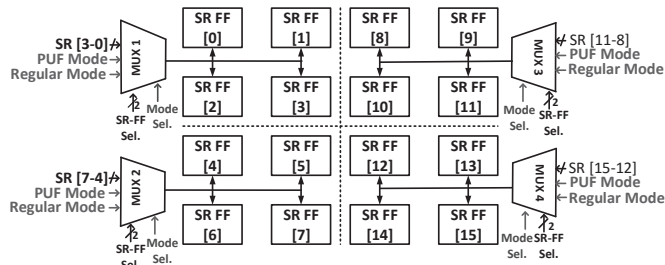 SR FF
[0]
SR FF
[1]
SR FF
[8]
SR FF
[9]
SR [3-0]
PUF Mode
Regular Mode
MUX 1
SR [11-8]
PUF Mode
Regular Mode
MUX 3
SR FF
[2]
SR FF
[3]
SR FF
[10]
SR FF
[11]
2
SR-FF
Sel.
Mode
Sel.
Mode
Sel.
2
SR-FF
Sel.
SR FF
[4]
SR FF
[5]
SR FF
[12]
SR FF
[13]
SR [7-4]
PUF Mode
Regular Mode
MUX 2
SR [15-12]
PUF Mode
Regular Mode
MUX 4
SR FF
[6]
SR FF
[7]
SR FF
[14]
SR FF
[15]
2
SR-FF
Sel.
Mode
Sel.
Mode
Sel.
2
SR-FF
Sel.